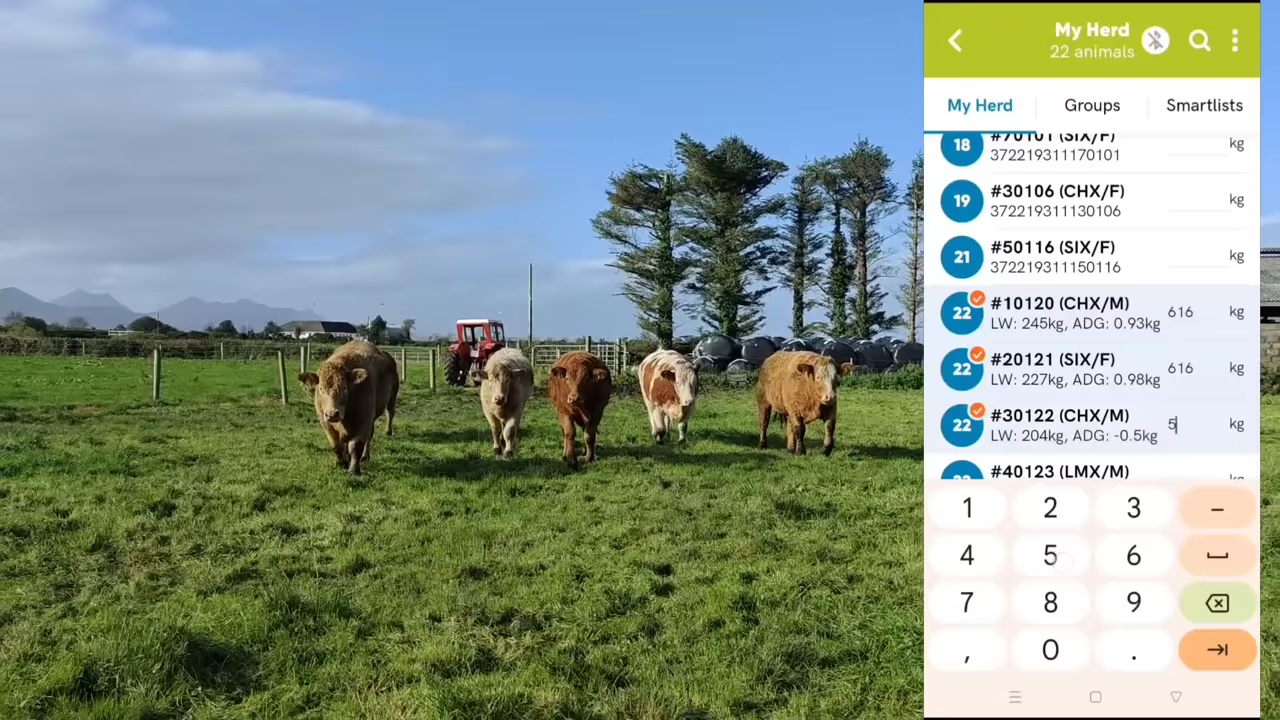 My Herd
22 animals
My Herd
Groups
Smartlists
18
#70101 (SIX/F)
372219311170101
kg
19
#30106 (CHX/F)
372219311130106
kg
21
#50116 (SIX/F)
372219311150116
kg
22
#10120 (CHX/M)
LW: 245kg, ADG: 0.93kg
616
kg
22
#20121 (SIX/F)
LW: 227kg, ADG: 0.98kg
616
kg
22
#30122 (CHX/M)
LW: 204kg, ADG: -0.5kg
5
kg
#40123 (LMX/M)
kg
1 2 3 –
4 5 6
7 8 9
, 0 .